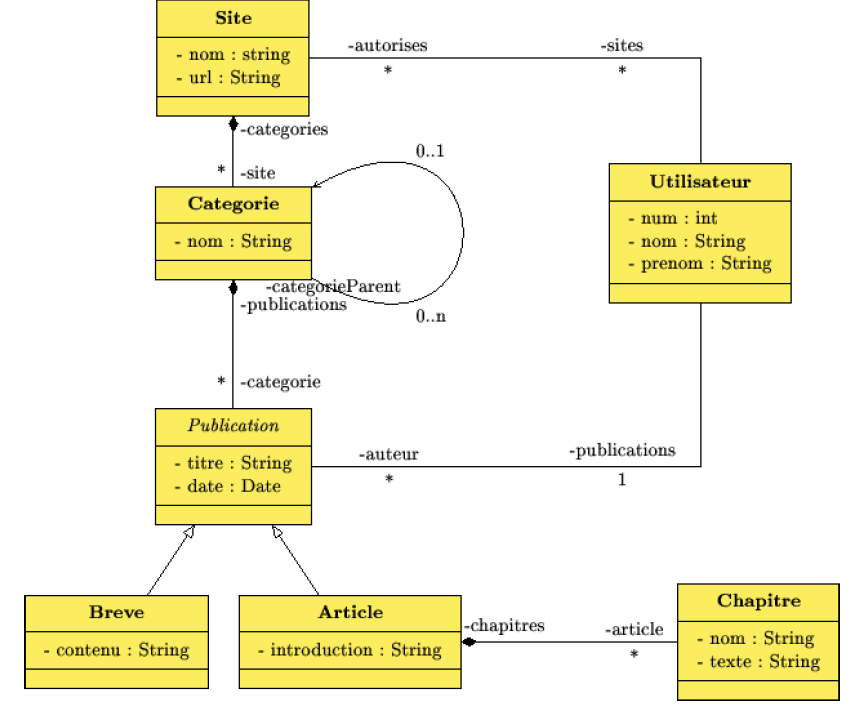 Site
- nom : string
- url : String
-autorises
*
-sites
*
-categories
* -site
0..1
Categorie
- nom : String
Utilisateur
- num : int
- nom : String
- prenom : String
-categorieParent
-publications
0..n
* -categorie
Publication
- titre : String
- date : Date
-auteur
*
-publications
1
Breve
- contenu : String
Article
- introduction : String
-chapitres
-article
*
Chapitre
- nom : String
- texte : String